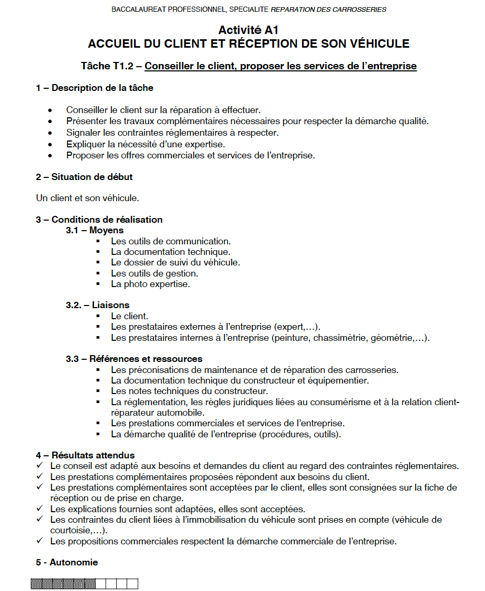 BACCALAUREAT PROFESSIONNEL, SPECIALITE REPARATION DES CARROSSERIES
Activité A1
ACCUEIL DU CLIENT ET RÉCEPTION DE SON VÉHICULE
Tâche T1.2 – Conseiller le client, proposer les services de l'entreprise
1 – Description de la tâche
• Conseiller le client sur la réparation à effectuer.
• Présenter les travaux complémentaires nécessaires pour respecter la démarche qualité.
• Signaler les contraintes réglementaires à respecter.
• Expliquer la nécessité d'une expertise.
• Proposer les offres commerciales et services de l'entreprise.
2 – Situation de début
Un client et son véhicule.
3 – Conditions de réalisation
3.1 – Moyens
▪ Les outils de communication.
▪ La documentation technique.
▪ Le dossier de suivi du véhicule.
▪ Les outils de gestion.
▪ La photo expertise.
3.2. – Liaisons
▪ Le client.
▪ Les prestataires externes à l'entreprise (expert,…).
▪ Les prestataires internes à l'entreprise (peinture, chassimètrie, géométrie,…).
3.3 – Références et ressources
▪ Les préconisations de maintenance et de réparation des carrosseries.
▪ La documentation technique du constructeur et équipementier.
▪ Les notes techniques du constructeur.
▪ La réglementation, les règles juridiques liées au consumérisme et à la relation client-
réparateur automobile.
▪ Les prestations commerciales et services de l'entreprise.
▪ La démarche qualité de l'entreprise (procédures, outils).
4 – Résultats attendus
✓ Le conseil est adapté aux besoins et demandes du client au regard des contraintes réglementaires.
✓ Les prestations complémentaires proposées répondent aux besoins du client.
✓ Les prestations complémentaires sont acceptées par le client, elles sont consignées sur la fiche de
réception ou de prise en charge.
✓ Les explications fournies sont adaptées, elles sont acceptées.
✓ Les contraintes du client liées à l'immobilisation du véhicule sont prises en compte (véhicule de
courtoisie,…).
✓ Les propositions commerciales respectent la démarche commerciale de l'entreprise.
5 - Autonomie